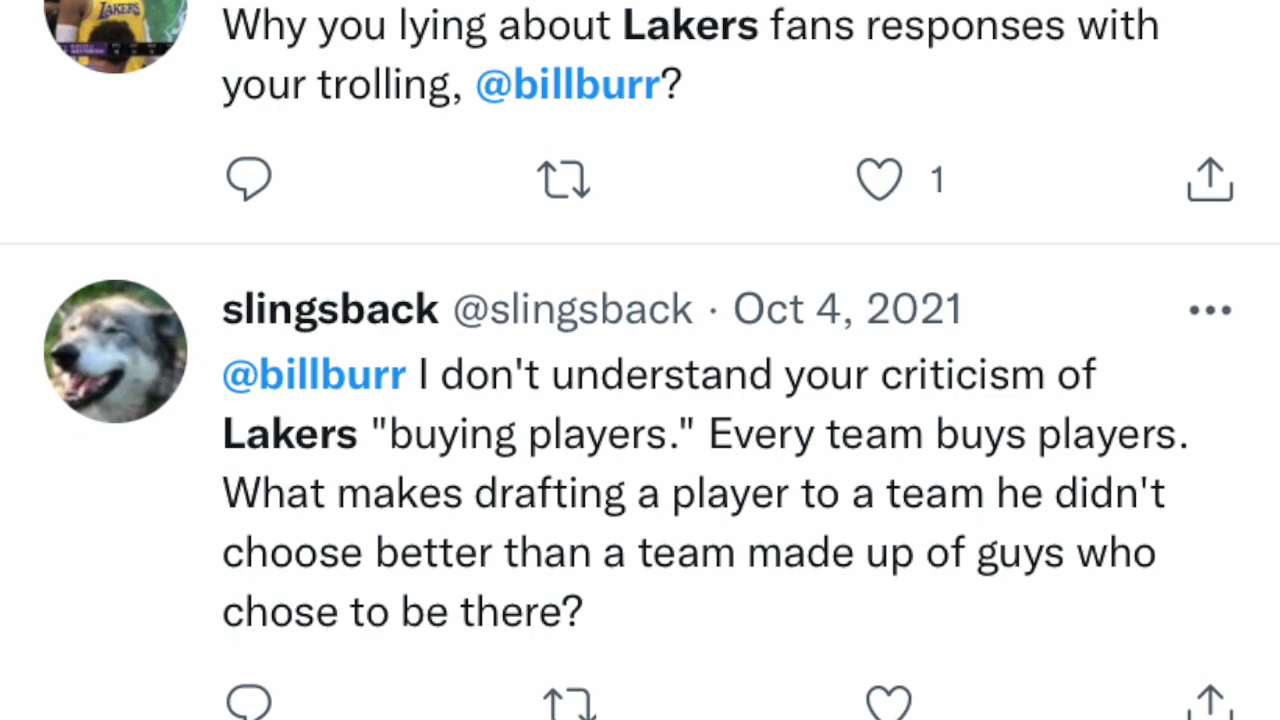 LAKERS
Why you lying about Lakers fans responses with
your trolling, @billburr?
1
slingsback @slingsback · Oct 4, 2021
@billburr I don't understand your criticism of
Lakers "buying players." Every team buys players.
What makes drafting a player to a team he didn't
choose better than a team made up of guys who
chose to be there?